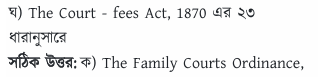 ঘ) The Court - fees Act, 1870 এর ২৩
ধারানুসারে
সঠিক উত্তর: ক) The Family Courts Ordinance,